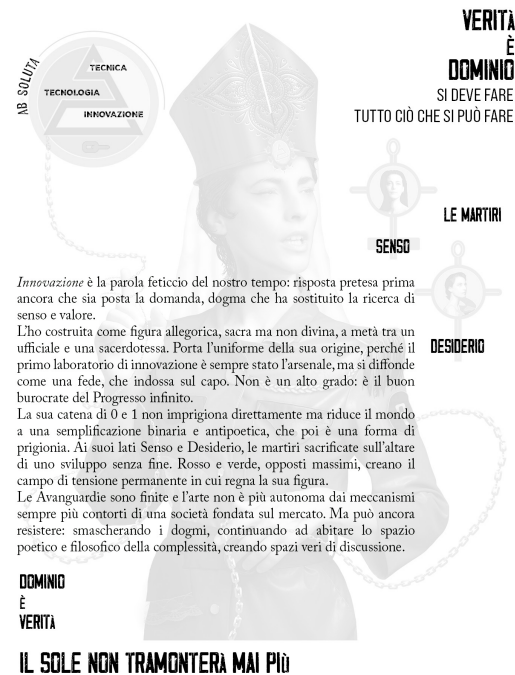 AB SOLUTA
TECNICA
TECNOLOGIA
INNOVAZIONE
VERITÀ
È
DOMINIO
SI DEVE FARE
TUTTO CIÒ CHE SI PUÒ FARE
LE MARTIRI
SENSO
DESIDERIO
Innovazione è la parola feticcio del nostro tempo: risposta pretesa prima
ancora che sia posta la domanda, dogma che ha sostituito la ricerca di
senso e valore.
L'ho costruita come figura allegorica, sacra ma non divina, a metà tra un
ufficiale e una sacerdotessa. Porta l'uniforme della sua origine, perché il
primo laboratorio di innovazione è sempre stato l'arsenale, ma si diffonde
come una fede, che indossa sul capo. Non è un alto grado: è il buon
burocrate del Progresso infinito.
La sua catena di 0 e 1 non imprigiona direttamente ma riduce il mondo
a una semplificazione binaria e antipoetica, che poi è una forma di
prigionia. Ai suoi lati Senso e Desiderio, le martiri sacrificate sull'altare
di uno sviluppo senza fine. Rosso e verde, opposti massimi, creano il
campo di tensione permanente in cui regna la sua figura.
Le Avanguardie sono finite e l'arte non è più autonoma dai meccanismi
sempre più contorti di una società fondata sul mercato. Ma può ancora
resistere: smascherando i dogmi, continuando ad abitare lo spazio
poetico e filosofico della complessità, creando spazi veri di discussione.
DOMINIO
È
VERITÀ
IL SOLE NON TRAMONTERÀ MAI PIÙ